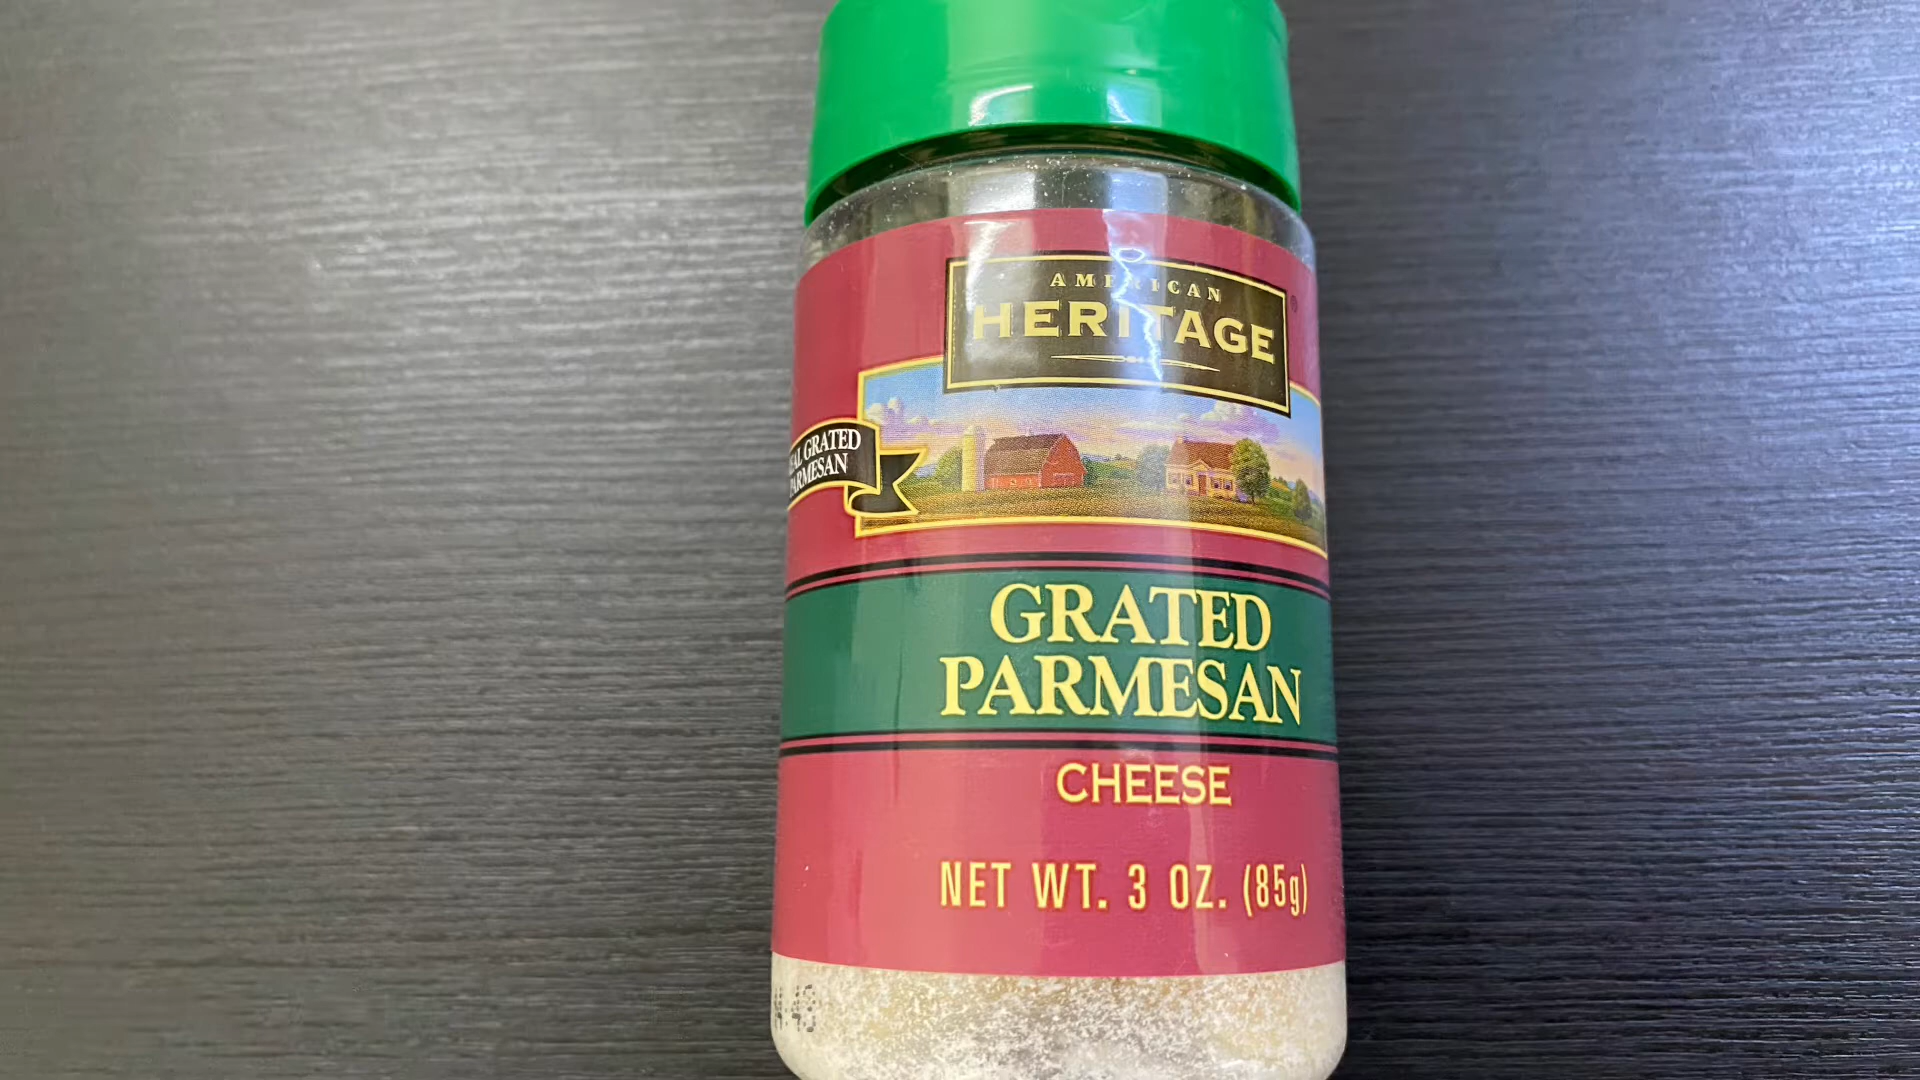 AMERICAN
HERITAGE
®
GRATED
PARMESAN
GRATED
PARMESAN
CHEESE
NET WT. 3 OZ. (85g)